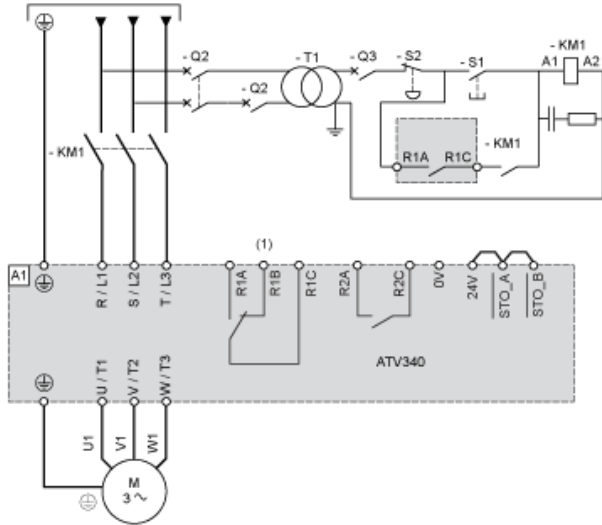 - Q2
- T1
- Q3
- S2
- S1
- KM1
A1
A2
- Q2
- KM1
R1A
R1C
- KM1
(1)
A1
R / L1
S / L2
T / L3
R1A
R1B
R1C
R2A
R2C
0V
24V
STO_A
STO_B
ATV340
U / T1
V / T2
W / T3
U1
V1
W1
M
3 ~